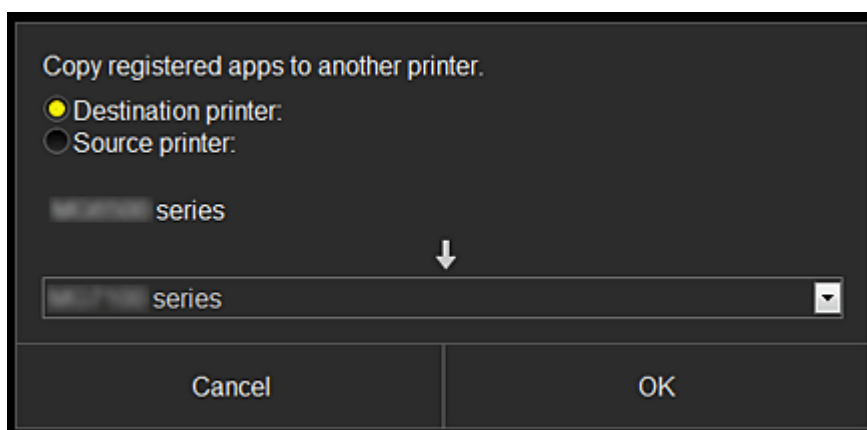 Copy registered apps to another printer.
Destination printer:
Source printer:
series
series
Cancel
OK